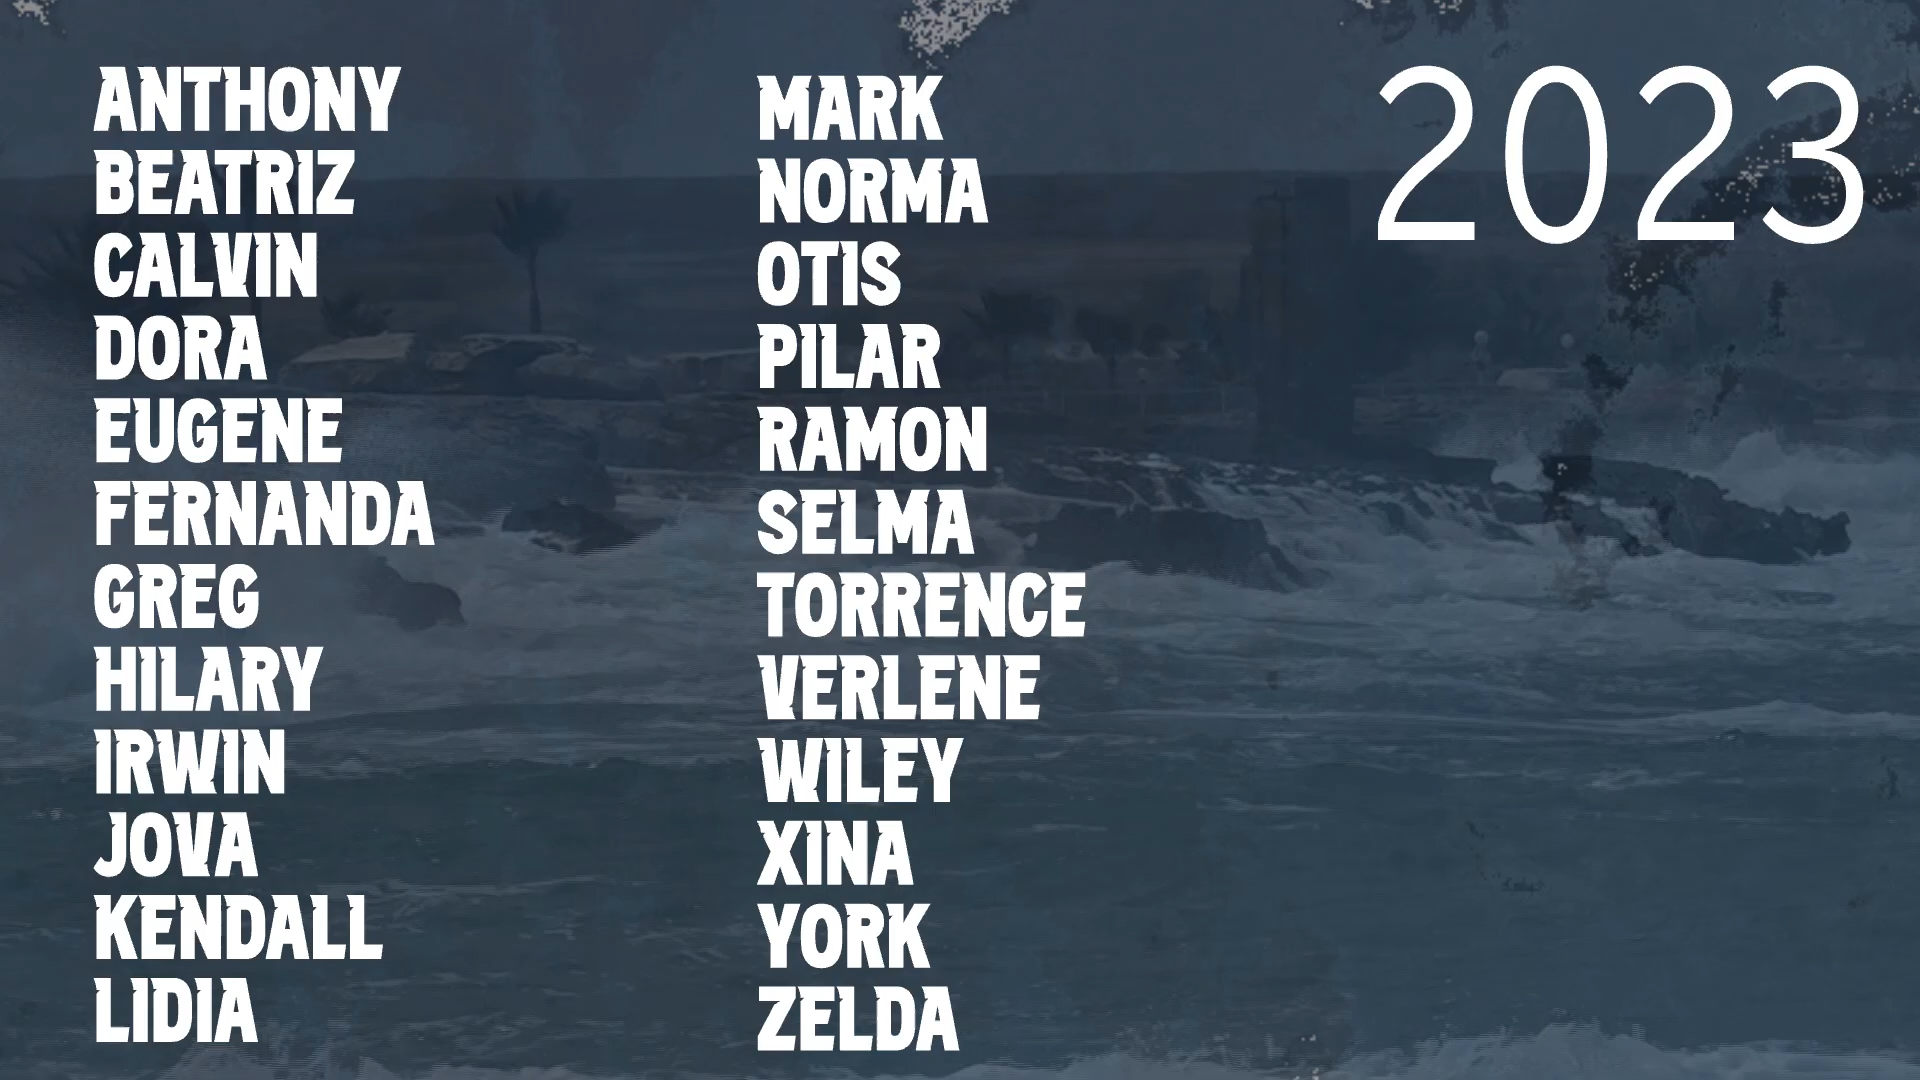 ANTHONY
BEATRIZ
CALVIN
DORA
EUGENE
FERNANDA
GREG
HILARY
IRWIN
JOVA
KENDALL
LIDIA
MARK
NORMA
OTIS
PILAR
RAMON
SELMA
TORRENCE
VERLENE
WILEY
XINA
YORK
ZELDA
2023